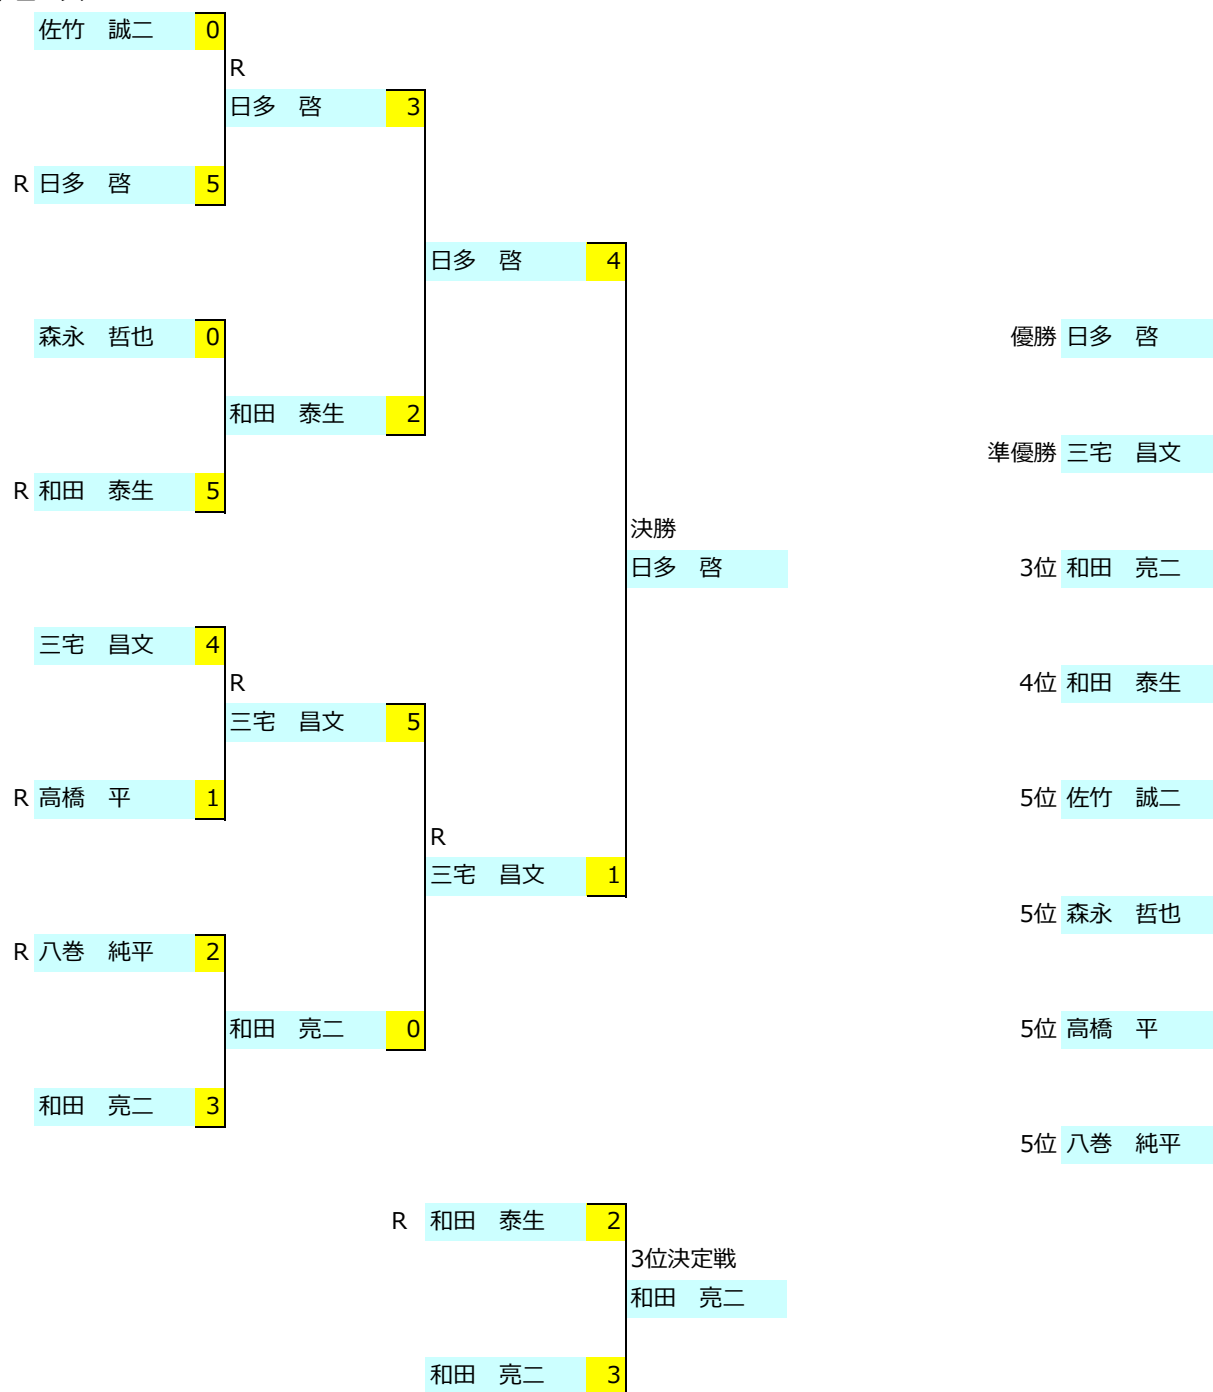 佐竹　誠二 0
R
日多　啓 3
R 日多　啓 5
日多　啓 4
森永　哲也 0
優勝 日多　啓
和田　泰生 2
準優勝 三宅　昌文
R 和田　泰生 5
決勝
日多　啓
3位 和田　亮二
三宅　昌文 4
R
4位 和田　泰生
三宅　昌文 5
R 高橋　平 1
5位 佐竹　誠二
R
三宅　昌文 1
5位 森永　哲也
R 八巻　純平 2
和田　亮二 0
5位 高橋　平
和田　亮二 3
5位 八巻　純平
R 和田　泰生 2
3位決定戦
和田　亮二
和田　亮二 3